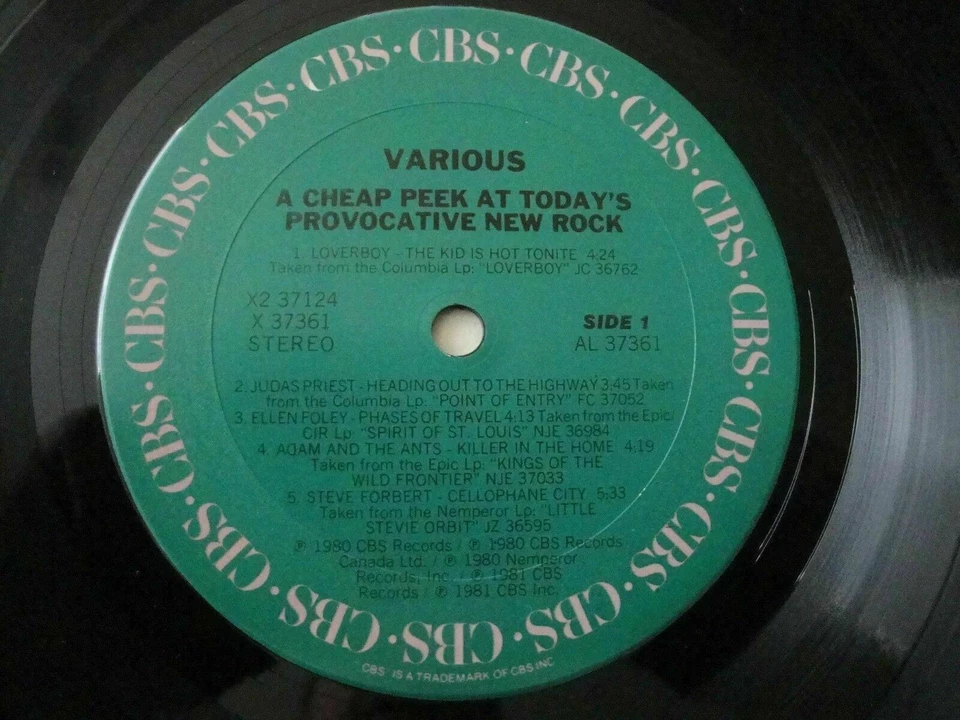 CBS · CBS · CBS · CBS · CBS · CBS · CBS · CBS · CBS · CBS · CBS · CBS · CBS · CBS · CBS · CBS ·
VARIOUS
A CHEAP PEEK AT TODAY'S
PROVOCATIVE NEW ROCK
1. LOVERBOY - THE KID IS HOT TONITE 4:24
Taken from the Columbia Lp: "LOVERBOY" JC 36762
X2 37124
X 37361
STEREO
SIDE 1
AL 37361
2. JUDAS PRIEST - HEADING OUT TO THE HIGHWAY 3:45 Taken
from the Columbia Lp: "POINT OF ENTRY" FC 37052
3. ELLEN FOLEY - PHASES OF TRAVEL 4:13 Taken from the Epic/
CIR Lp: "SPIRIT OF ST. LOUIS" NJE 36984
4. ADAM AND THE ANTS - KILLER IN THE HOME 4:19
Taken from the Epic Lp: "KINGS OF THE
WILD FRONTIER" NJE 37033
5. STEVE FORBERT - CELLOPHANE CITY 5:33
Taken from the Nemperor Lp: "LITTLE
STEVIE ORBIT" JZ 36595
℗ 1980 CBS Records / ℗ 1980 CBS Records
Canada Ltd. / ℗ 1980 Nemperor
Records, Inc. / ℗ 1981 CBS
Records / ℗ 1981 CBS Inc.
"CBS" IS A TRADEMARK OF CBS INC